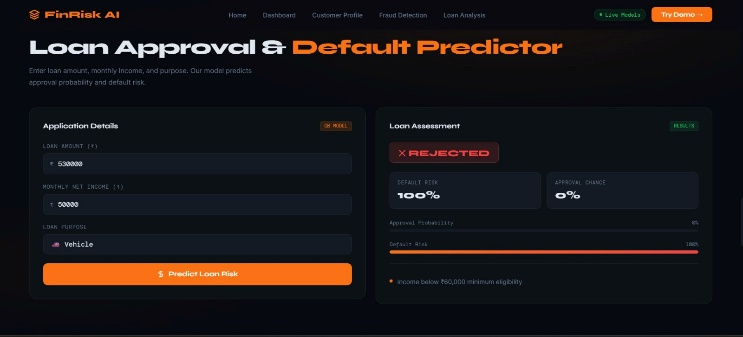 FinRisk AI
Home Dashboard Customer Profile Fraud Detection Loan Analysis
Live Models
Try Demo →
Loan Approval & Default Predictor
Enter loan amount, monthly income, and purpose. Our model predicts
approval probability and default risk.
Application Details
GB MODEL
LOAN AMOUNT (₹)
₹ 530000
MONTHLY NET INCOME (₹)
₹ 50000
LOAN PURPOSE
Vehicle
Predict Loan Risk
Loan Assessment
RESULTS
REJECTED
DEFAULT RISK
100%
APPROVAL CHANCE
0%
Approval Probability 0%
Default Risk 100%
Income below ₹60,000 minimum eligibility